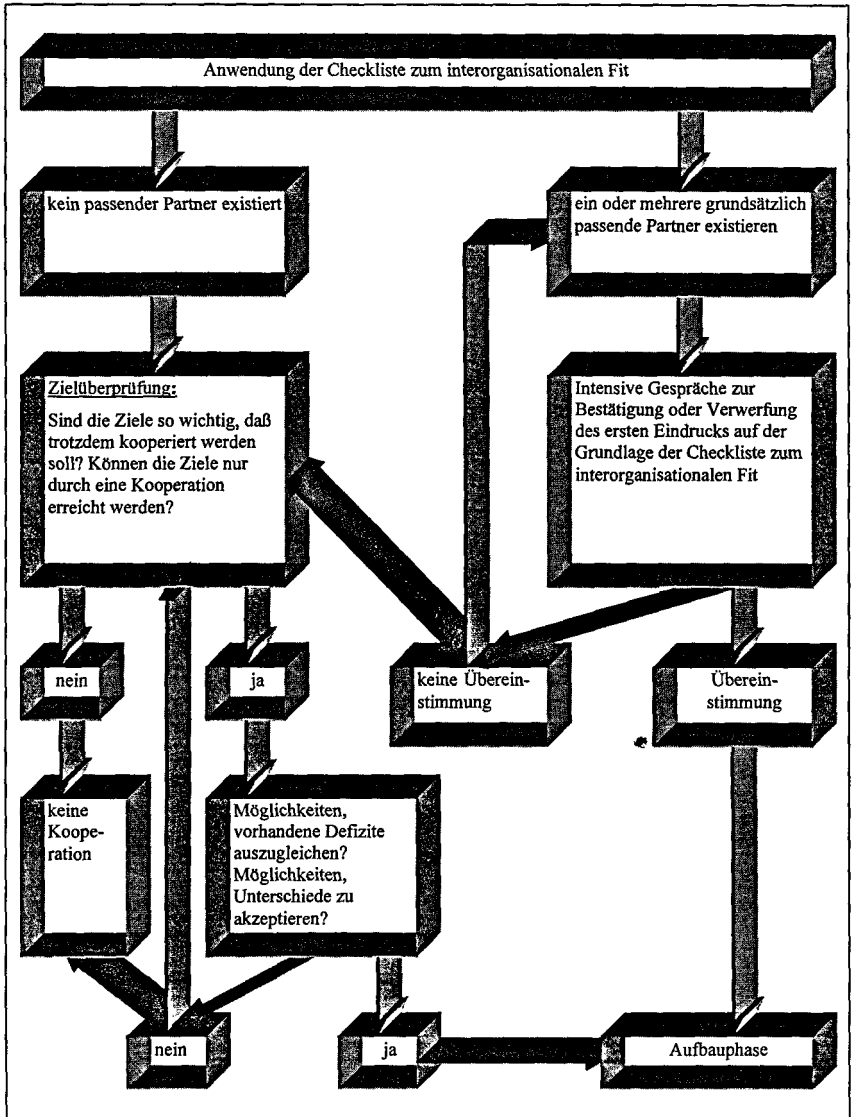 Anwendung der Checkliste zum interorganisationalen Fit
kein passender Partner existiert
ein oder mehrere grundsätzlich
passende Partner existieren
Zielüberprüfung:
Sind die Ziele so wichtig, daß
trotzdem kooperiert werden
soll? Können die Ziele nur
durch eine Kooperation
erreicht werden?
Intensive Gespräche zur
Bestätigung oder Verwerfung
des ersten Eindrucks auf der
Grundlage der Checkliste zum
interorganisationalen Fit
nein
ja
keine Überein-
stimmung
Überein-
stimmung
keine
Koope-
ration
Möglichkeiten,
vorhandene Defizite
auszugleichen?
Möglichkeiten,
Unterschiede zu
akzeptieren?
nein
ja
Aufbauphase